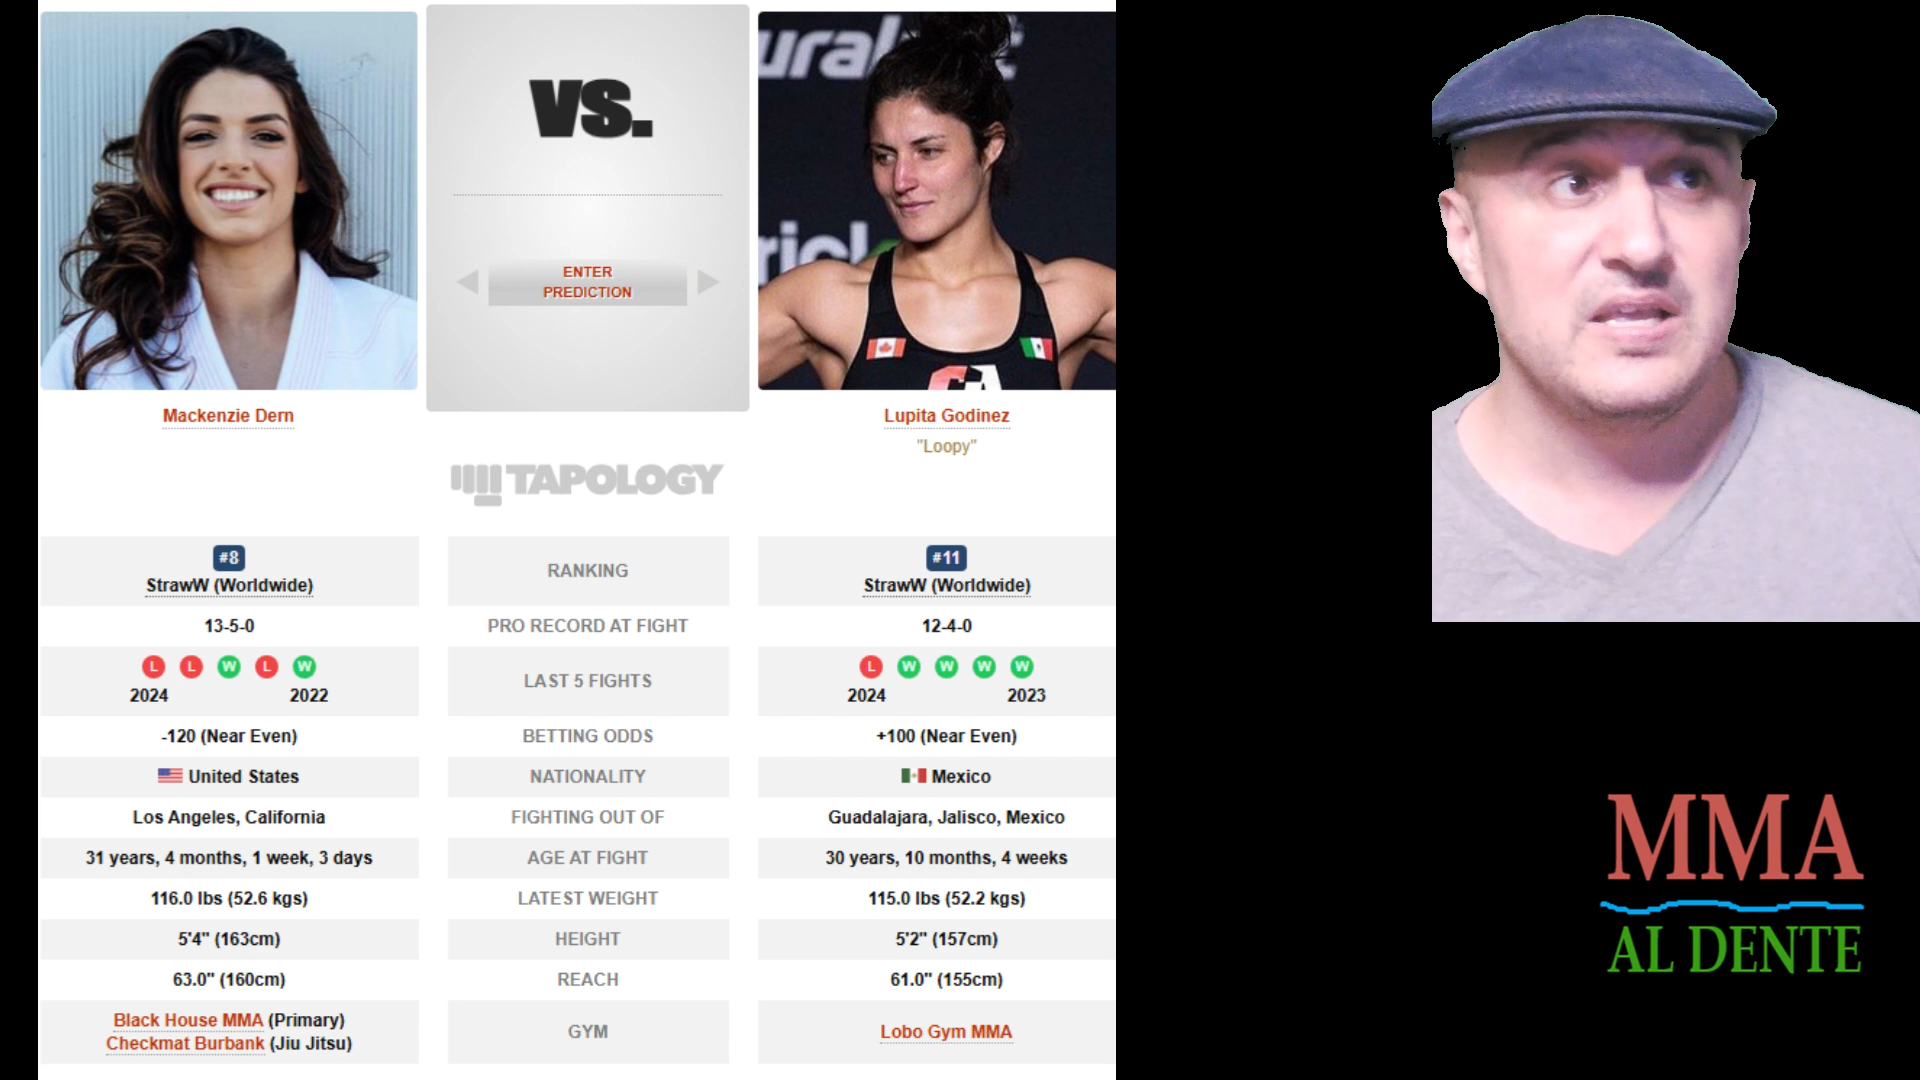 VS.
ENTER
PREDICTION
Mackenzie Dern
Lupita Godinez
"Loopy"
TAPOLOGY
#8
StrawW (Worldwide)
RANKING
#11
StrawW (Worldwide)
13-5-0
PRO RECORD AT FIGHT
12-4-0
L L W L W
2024 2022
LAST 5 FIGHTS
L W W W W
2024 2023
-120 (Near Even)
BETTING ODDS
+100 (Near Even)
United States
NATIONALITY
Mexico
Los Angeles, California
FIGHTING OUT OF
Guadalajara, Jalisco, Mexico
31 years, 4 months, 1 week, 3 days
AGE AT FIGHT
30 years, 10 months, 4 weeks
116.0 lbs (52.6 kgs)
LATEST WEIGHT
115.0 lbs (52.2 kgs)
5'4" (163cm)
HEIGHT
5'2" (157cm)
63.0" (160cm)
REACH
61.0" (155cm)
Black House MMA (Primary)
Checkmat Burbank (Jiu Jitsu)
GYM
Lobo Gym MMA
MMA
AL DENTE